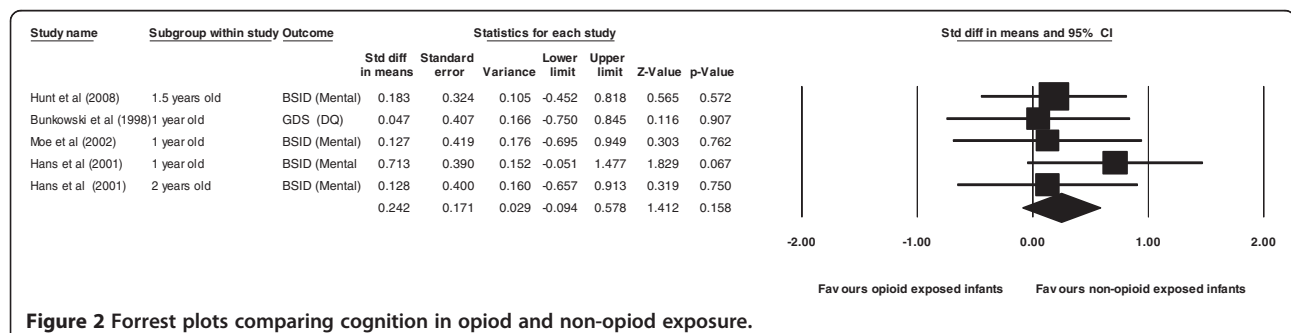 Study name Subgroup within study Outcome Statistics for each study Std diff in means and 95% CI
Std diff Standard Lower Upper
in means error Variance limit limit Z-Value p-Value
Hunt et al (2008) 1.5 years old BSID (Mental) 0.183 0.324 0.105 -0.452 0.818 0.565 0.572
Bunkowski et al (1998) 1 year old GDS (DQ) 0.047 0.407 0.166 -0.750 0.845 0.116 0.907
Moe et al (2002) 1 year old BSID (Mental) 0.127 0.419 0.176 -0.695 0.949 0.303 0.762
Hans et al (2001) 1 year old BSID (Mental 0.713 0.390 0.152 -0.051 1.477 1.829 0.067
Hans et al (2001) 2 years old BSID (Mental) 0.128 0.400 0.160 -0.657 0.913 0.319 0.750
0.242 0.171 0.029 -0.094 0.578 1.412 0.158
-2.00 -1.00 0.00 1.00 2.00
Fav ours opioid exposed infants Fav ours non-opioid exposed infants
Figure 2 Forrest plots comparing cognition in opiod and non-opiod exposure.